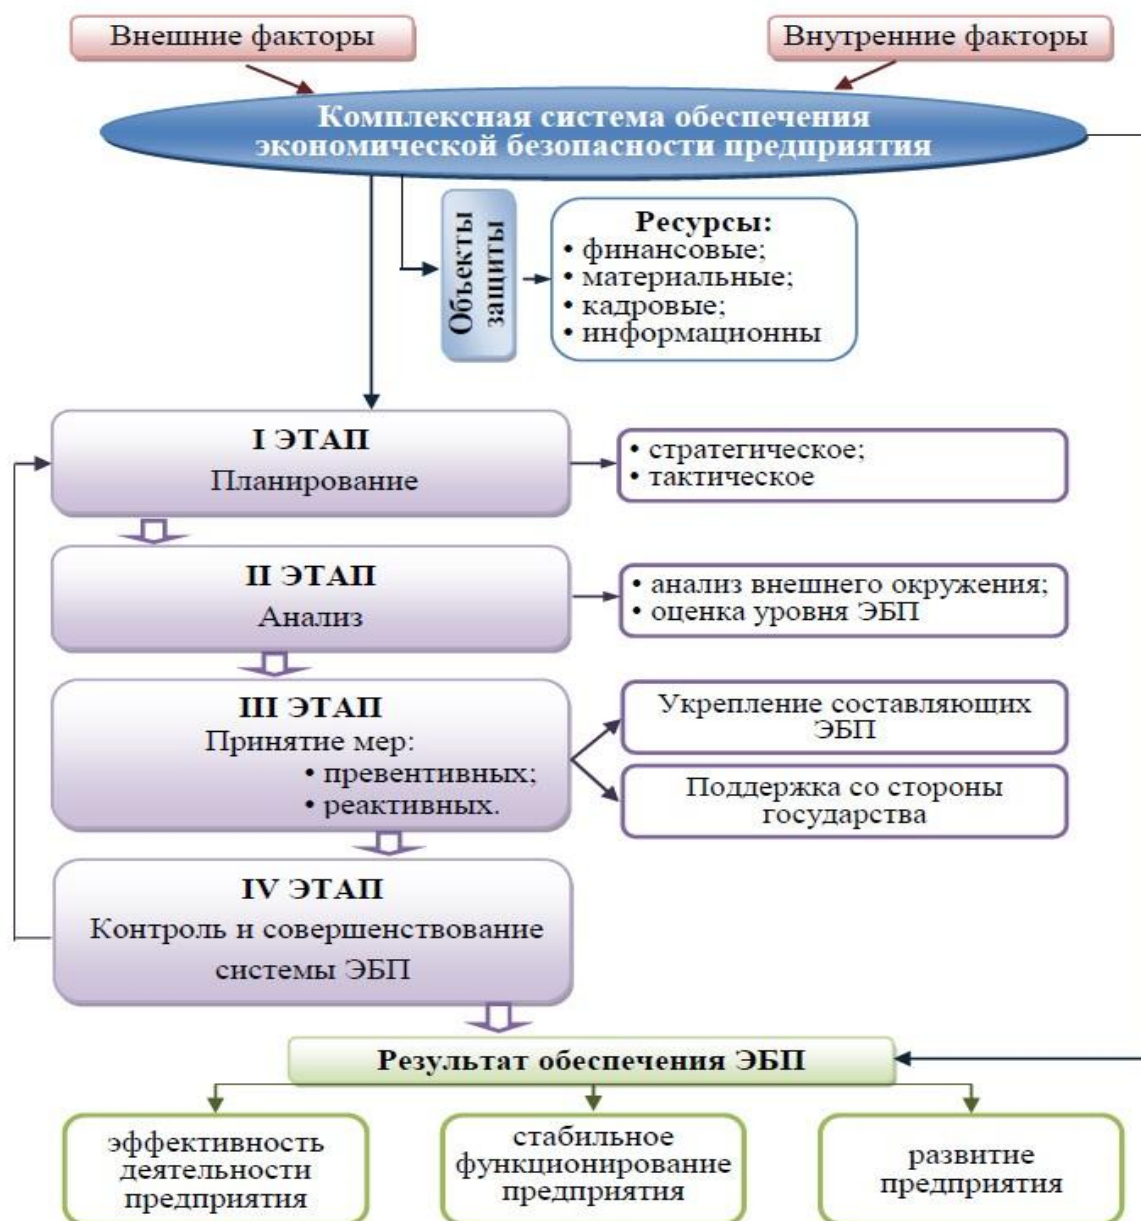 Внешние факторы
Внутренние факторы
Комплексная система обеспечения
экономической безопасности предприятия
Объекты
защиты
Ресурсы:
• финансовые;
• материальные;
• кадровые;
• информационны
I ЭТАП
Планирование
• стратегическое;
• тактическое
II ЭТАП
Анализ
• анализ внешнего окружения;
• оценка уровня ЭБП
III ЭТАП
Принятие мер:
• превентивных;
• реактивных.
Укрепление составляющих
ЭБП
Поддержка со стороны
государства
IV ЭТАП
Контроль и совершенствование
системы ЭБП
Результат обеспечения ЭБП
эффективность
деятельности
предприятия
стабильное
функционирование
предприятия
развитие
предприятия